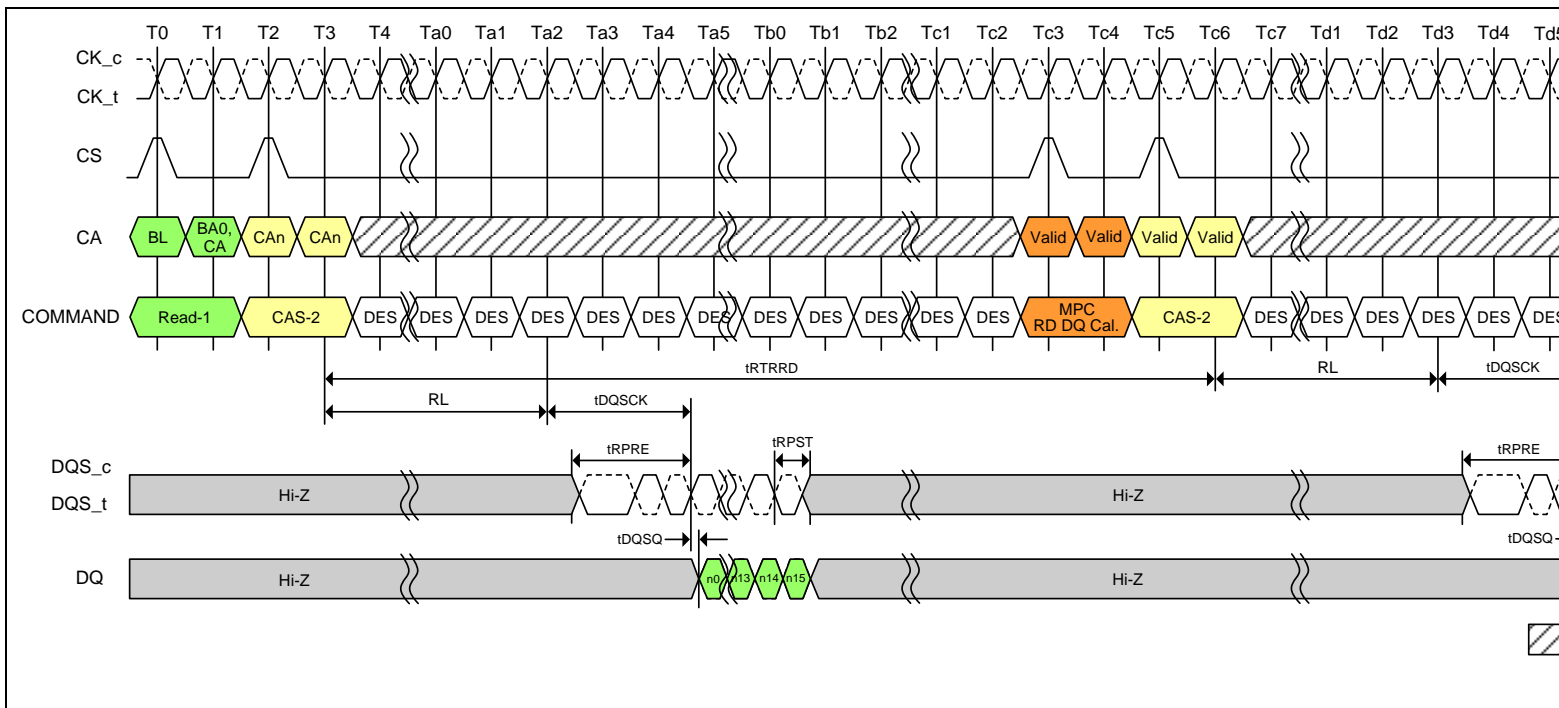 T0 T1 T2 T3 T4 Ta0 Ta1 Ta2 Ta3 Ta4 Ta5 Tb0 Tb1 Tb2 Tc1 Tc2 Tc3 Tc4 Tc5 Tc6 Tc7 Td1 Td2 Td3 Td4 Td5
CK_c
CK_t
CS
CA BL BA0, CA CAn CAn Valid Valid Valid Valid
COMMAND Read-1 CAS-2 DES DES DES DES DES DES DES DES DES DES DES DES MPC RD DQ Cal. CAS-2 DES DES DES DES DES DES
tRTRRD RL tDQSCK
RL tDQSCK
tRPRE tRPST tRPRE
DQS_c
Hi-Z Hi-Z
DQS_t
tDQSQ tDQSQ
DQ Hi-Z n0 n13 n14 n15 Hi-Z